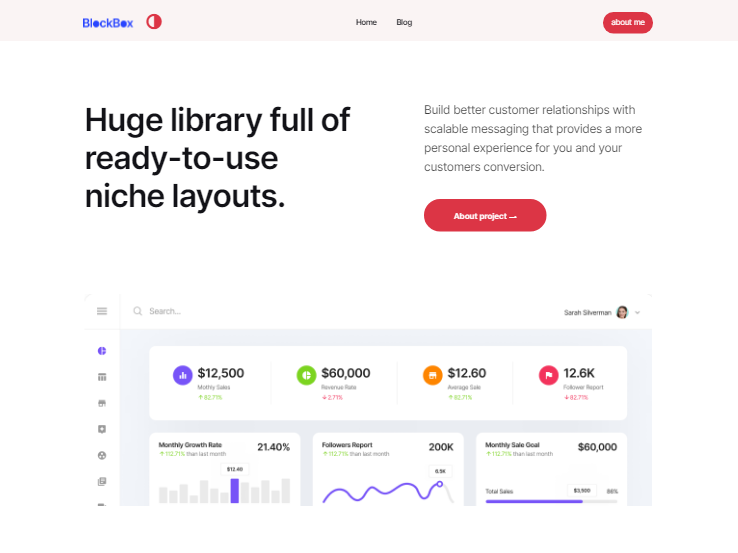 BlockBox
Home Blog
about me
Huge library full of
ready-to-use
niche layouts.
Build better customer relationships with
scalable messaging that provides a more
personal experience for you and your
customers conversion.
About project →
Search...
Sarah Silverman
$12,500
Mothly Sales
↑82.71%
$60,000
Revenue Rate
↓2.71%
$12.60
Average Sale
↑82.71%
12.6K
Follower Report
↓82.71%
Monthly Growth Rate
21.40%
↑112.71% than last month
$12.40
Followers Report
200K
↑112.71% than last month
6.5K
Monthly Sale Goal
$60,000
↑112.71% than last month
Total Sales
$3,500
86%